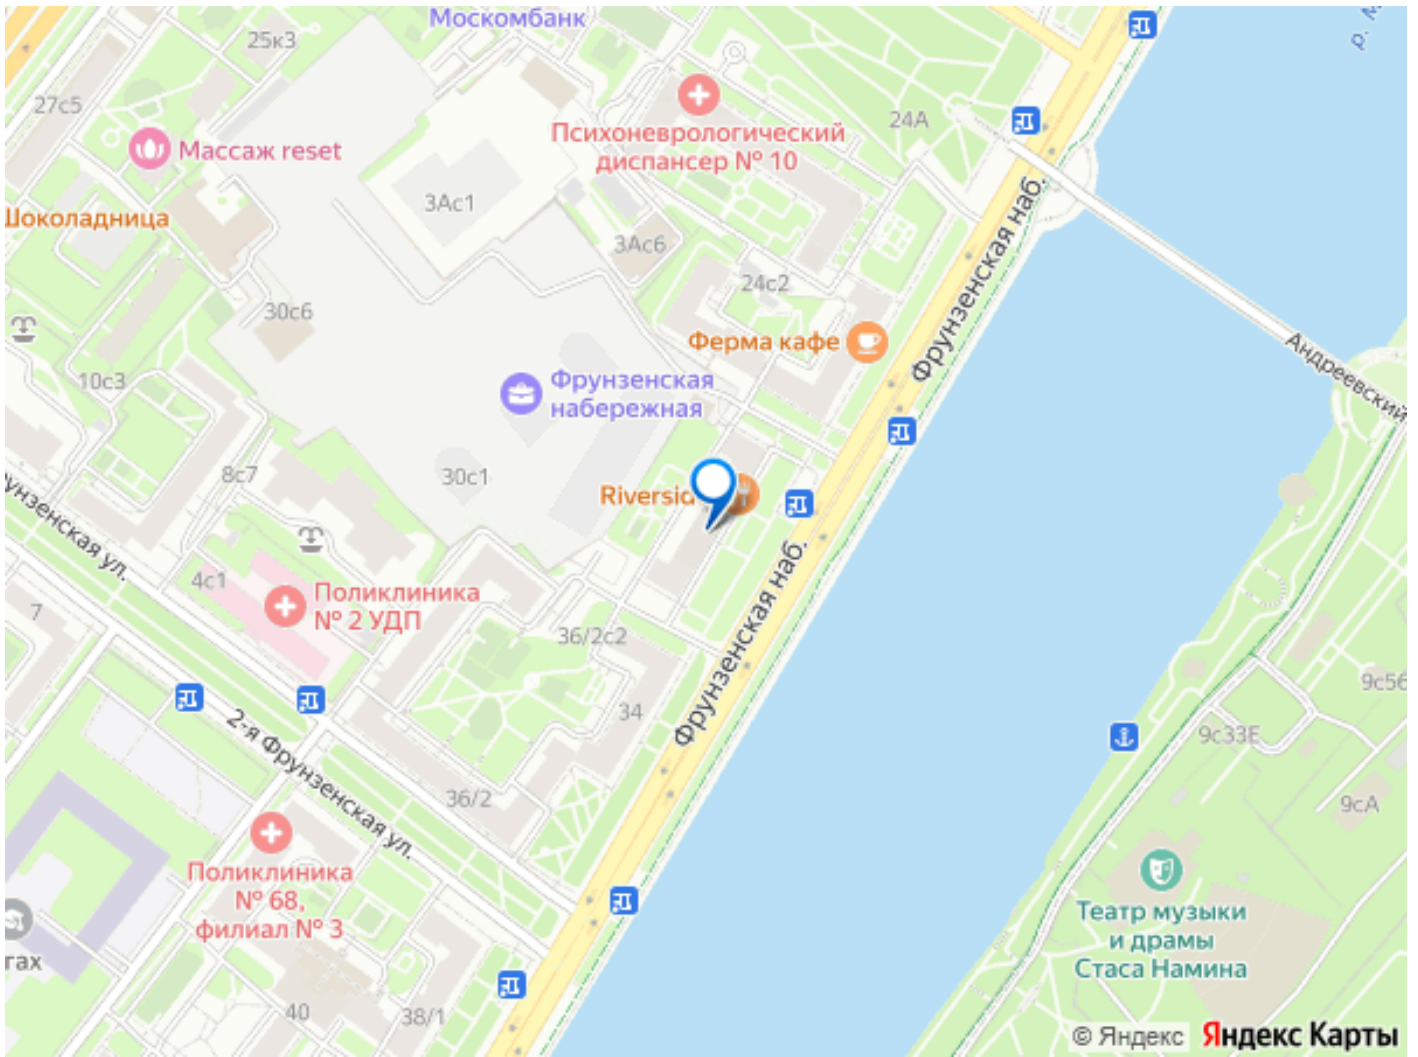 Москомбанк
25к3
27с5
Психоневрологический
диспансер № 10
24А
Массаж reset
3Ас1
Шоколадница
3Ас6
24с2
30с6
Ферма кафе
Фрунзенская наб.
Андреевский
Фрунзенская
набережная
10с3
8с7
30с1
Riversid
Фрунзенская наб.
4с1
Поликлиника
№ 2 УДП
7
36/2с2
34
9с33Е
2-я Фрунзенская ул.
36/2
9сА
Поликлиника
№ 68,
филиал № 3
Театр музыки
и драмы
Стаса Намина
гах
40
38/1
© Яндекс Яндекс Карты